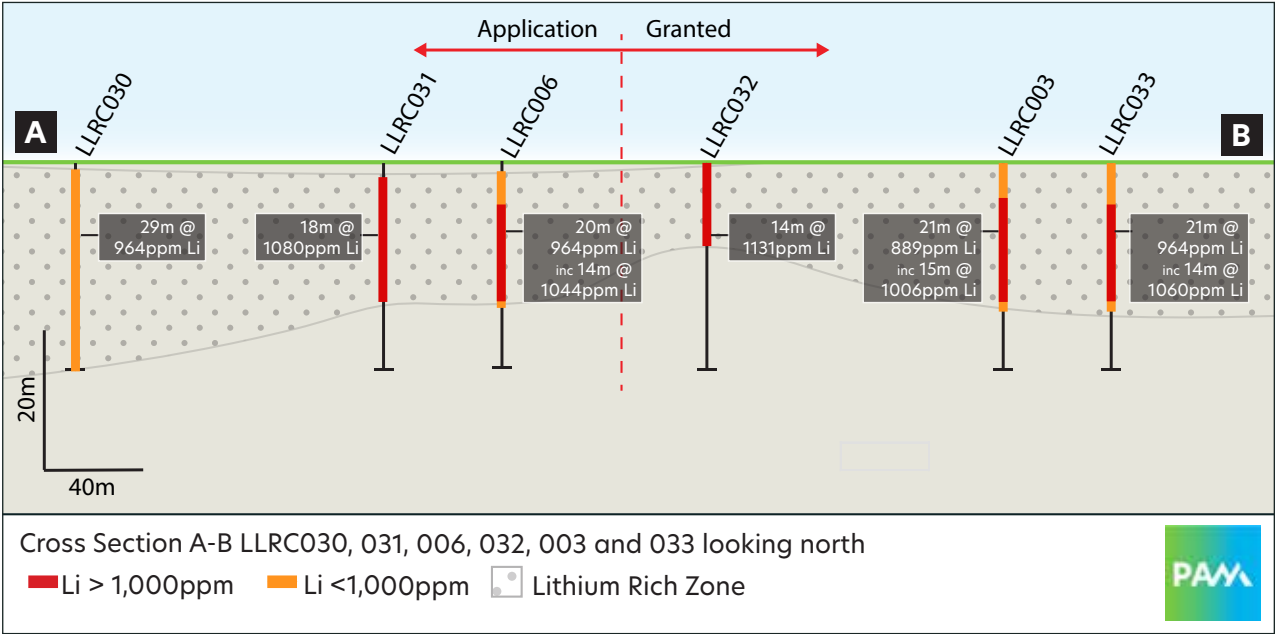 Application
Granted
A
LLRC030
LLRC031
LLRC006
LLRC032
LLRC003
LLRC033
B
29m @
964ppm Li
18m @
1080ppm Li
20m @
964ppm Li
inc 14m @
1044ppm Li
14m @
1131ppm Li
21m @
889ppm Li
inc 15m @
1006ppm Li
21m @
964ppm Li
inc 14m @
1060ppm Li
20m
40m
Cross Section A-B LLRC030, 031, 006, 032, 003 and 033 looking north
Li > 1,000ppm
Li <1,000ppm
Lithium Rich Zone
PAM